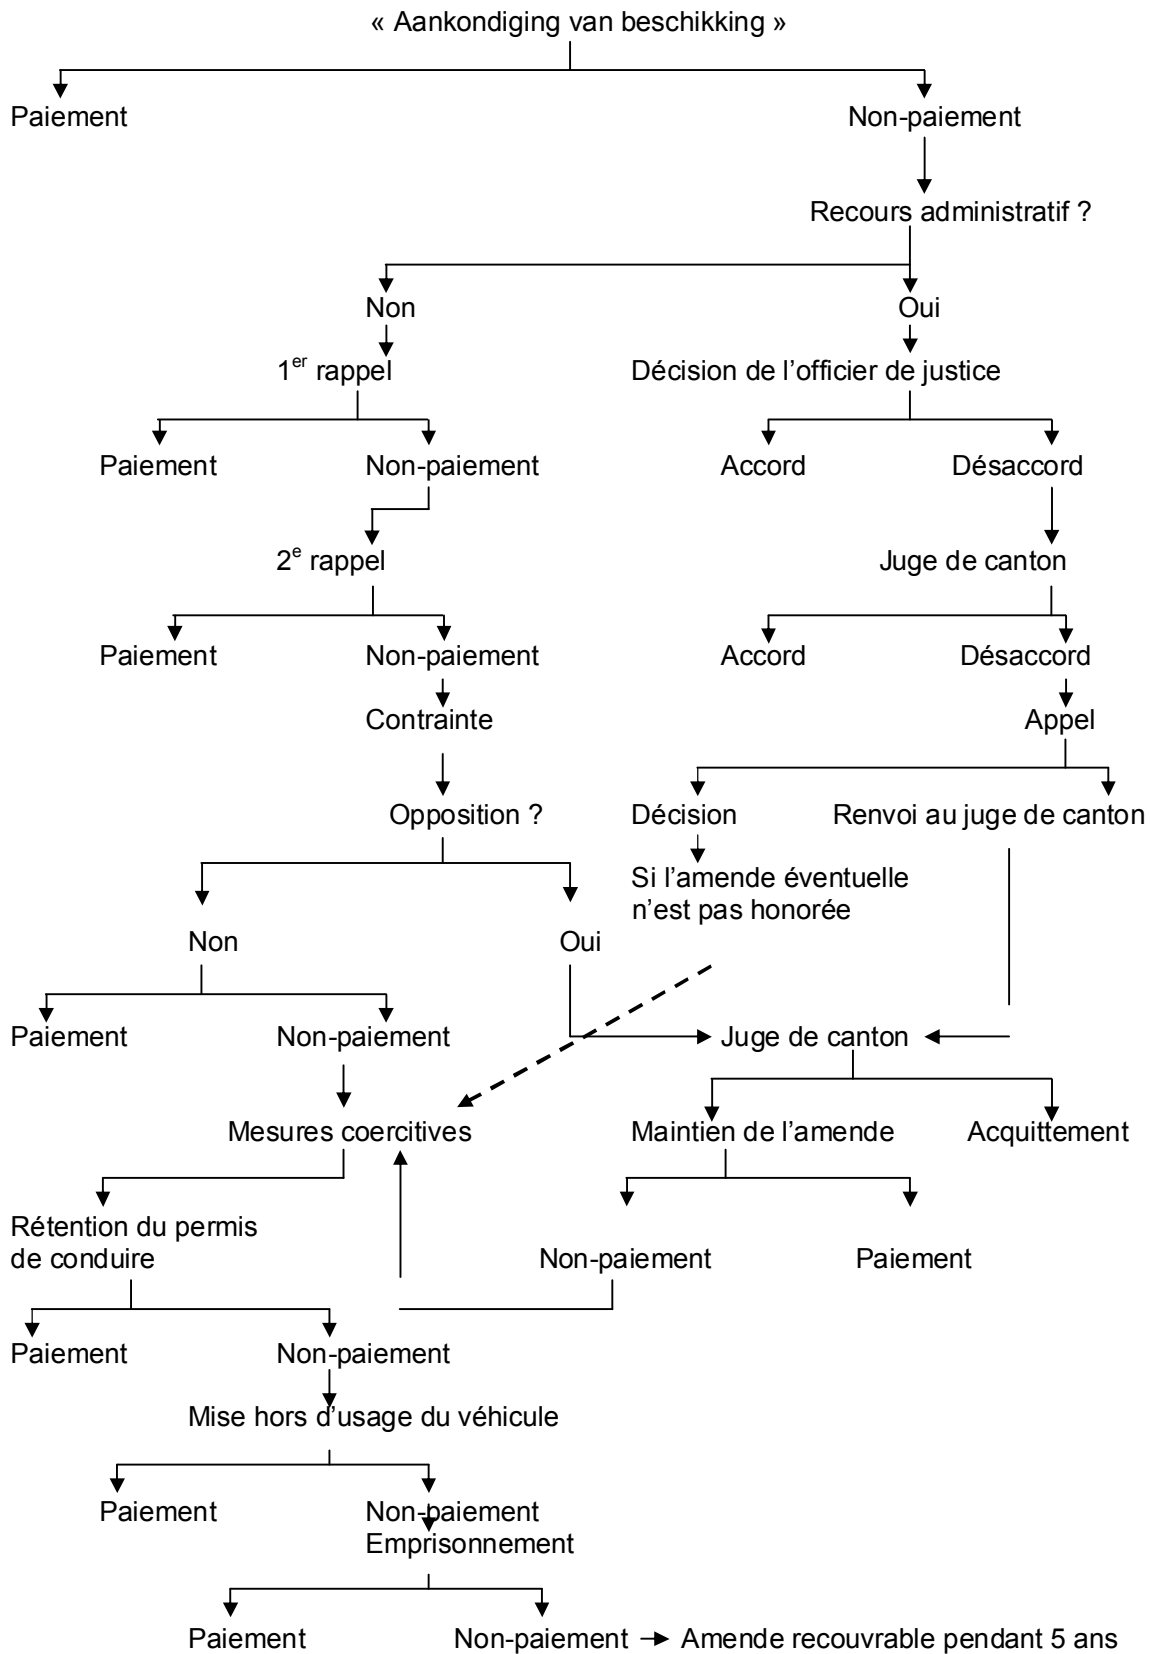 « Aankondiging van beschikking »
Paiement
Non-paiement
Recours administratif ?
Non
Oui
1er rappel
Décision de l'officier de justice
Paiement
Non-paiement
Accord
Désaccord
2e rappel
Juge de canton
Paiement
Non-paiement
Accord
Désaccord
Contrainte
Appel
Opposition ?
Décision
Renvoi au juge de canton
Si l'amende éventuelle
n'est pas honorée
Non
Oui
Paiement
Non-paiement
Juge de canton
Mesures coercitives
Maintien de l'amende
Acquittement
Rétention du permis
de conduire
Non-paiement
Paiement
Paiement
Non-paiement
Mise hors d'usage du véhicule
Paiement
Non-paiement
Emprisonnement
Paiement
Non-paiement
Amende recouvrable pendant 5 ans